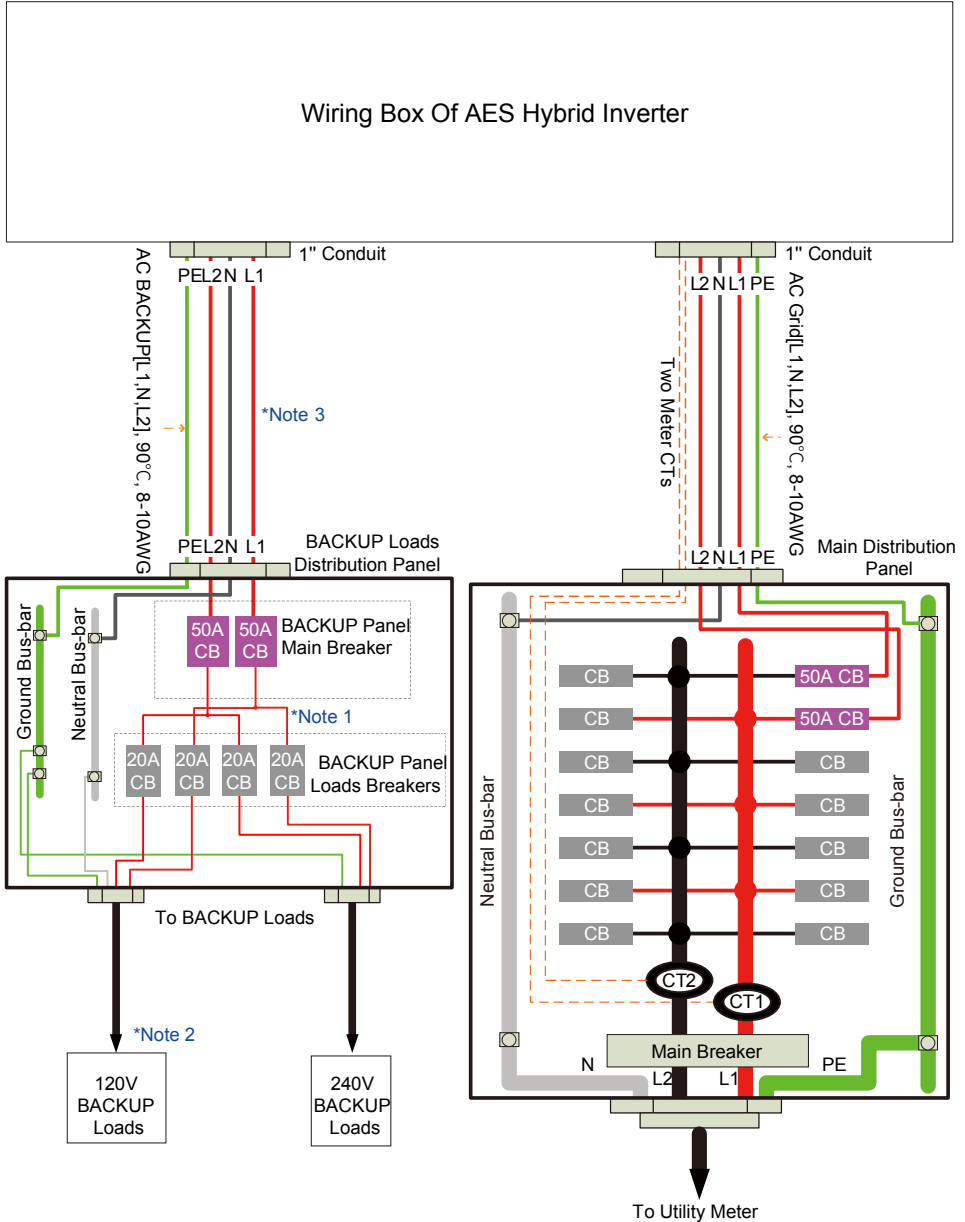 Wiring Box Of AES Hybrid Inverter
1" Conduit
1" Conduit
PE L2 N L1
L2 N L1 PE
AC BACKUP[L1,N,L2], 90℃, 8-10AWG
*Note 3
Two Meter CTs
AC Grid[L1,N,L2], 90℃, 8-10AWG
PE L2 N L1
L2 N L1 PE
BACKUP Loads
Distribution Panel
Main Distribution
Panel
Ground Bus-bar
Neutral Bus-bar
50A
CB
50A
CB
BACKUP Panel
Main Breaker
*Note 1
20A
CB
20A
CB
20A
CB
20A
CB
BACKUP Panel
Loads Breakers
To BACKUP Loads
*Note 2
120V
BACKUP
Loads
240V
BACKUP
Loads
Neutral Bus-bar
Ground Bus-bar
CB
50A CB
CB
50A CB
CB
CB
CB
CB
CB
CB
CB
CB
CB
CB
CT2
CT1
Main Breaker
N
L2
L1
PE
To Utility Meter